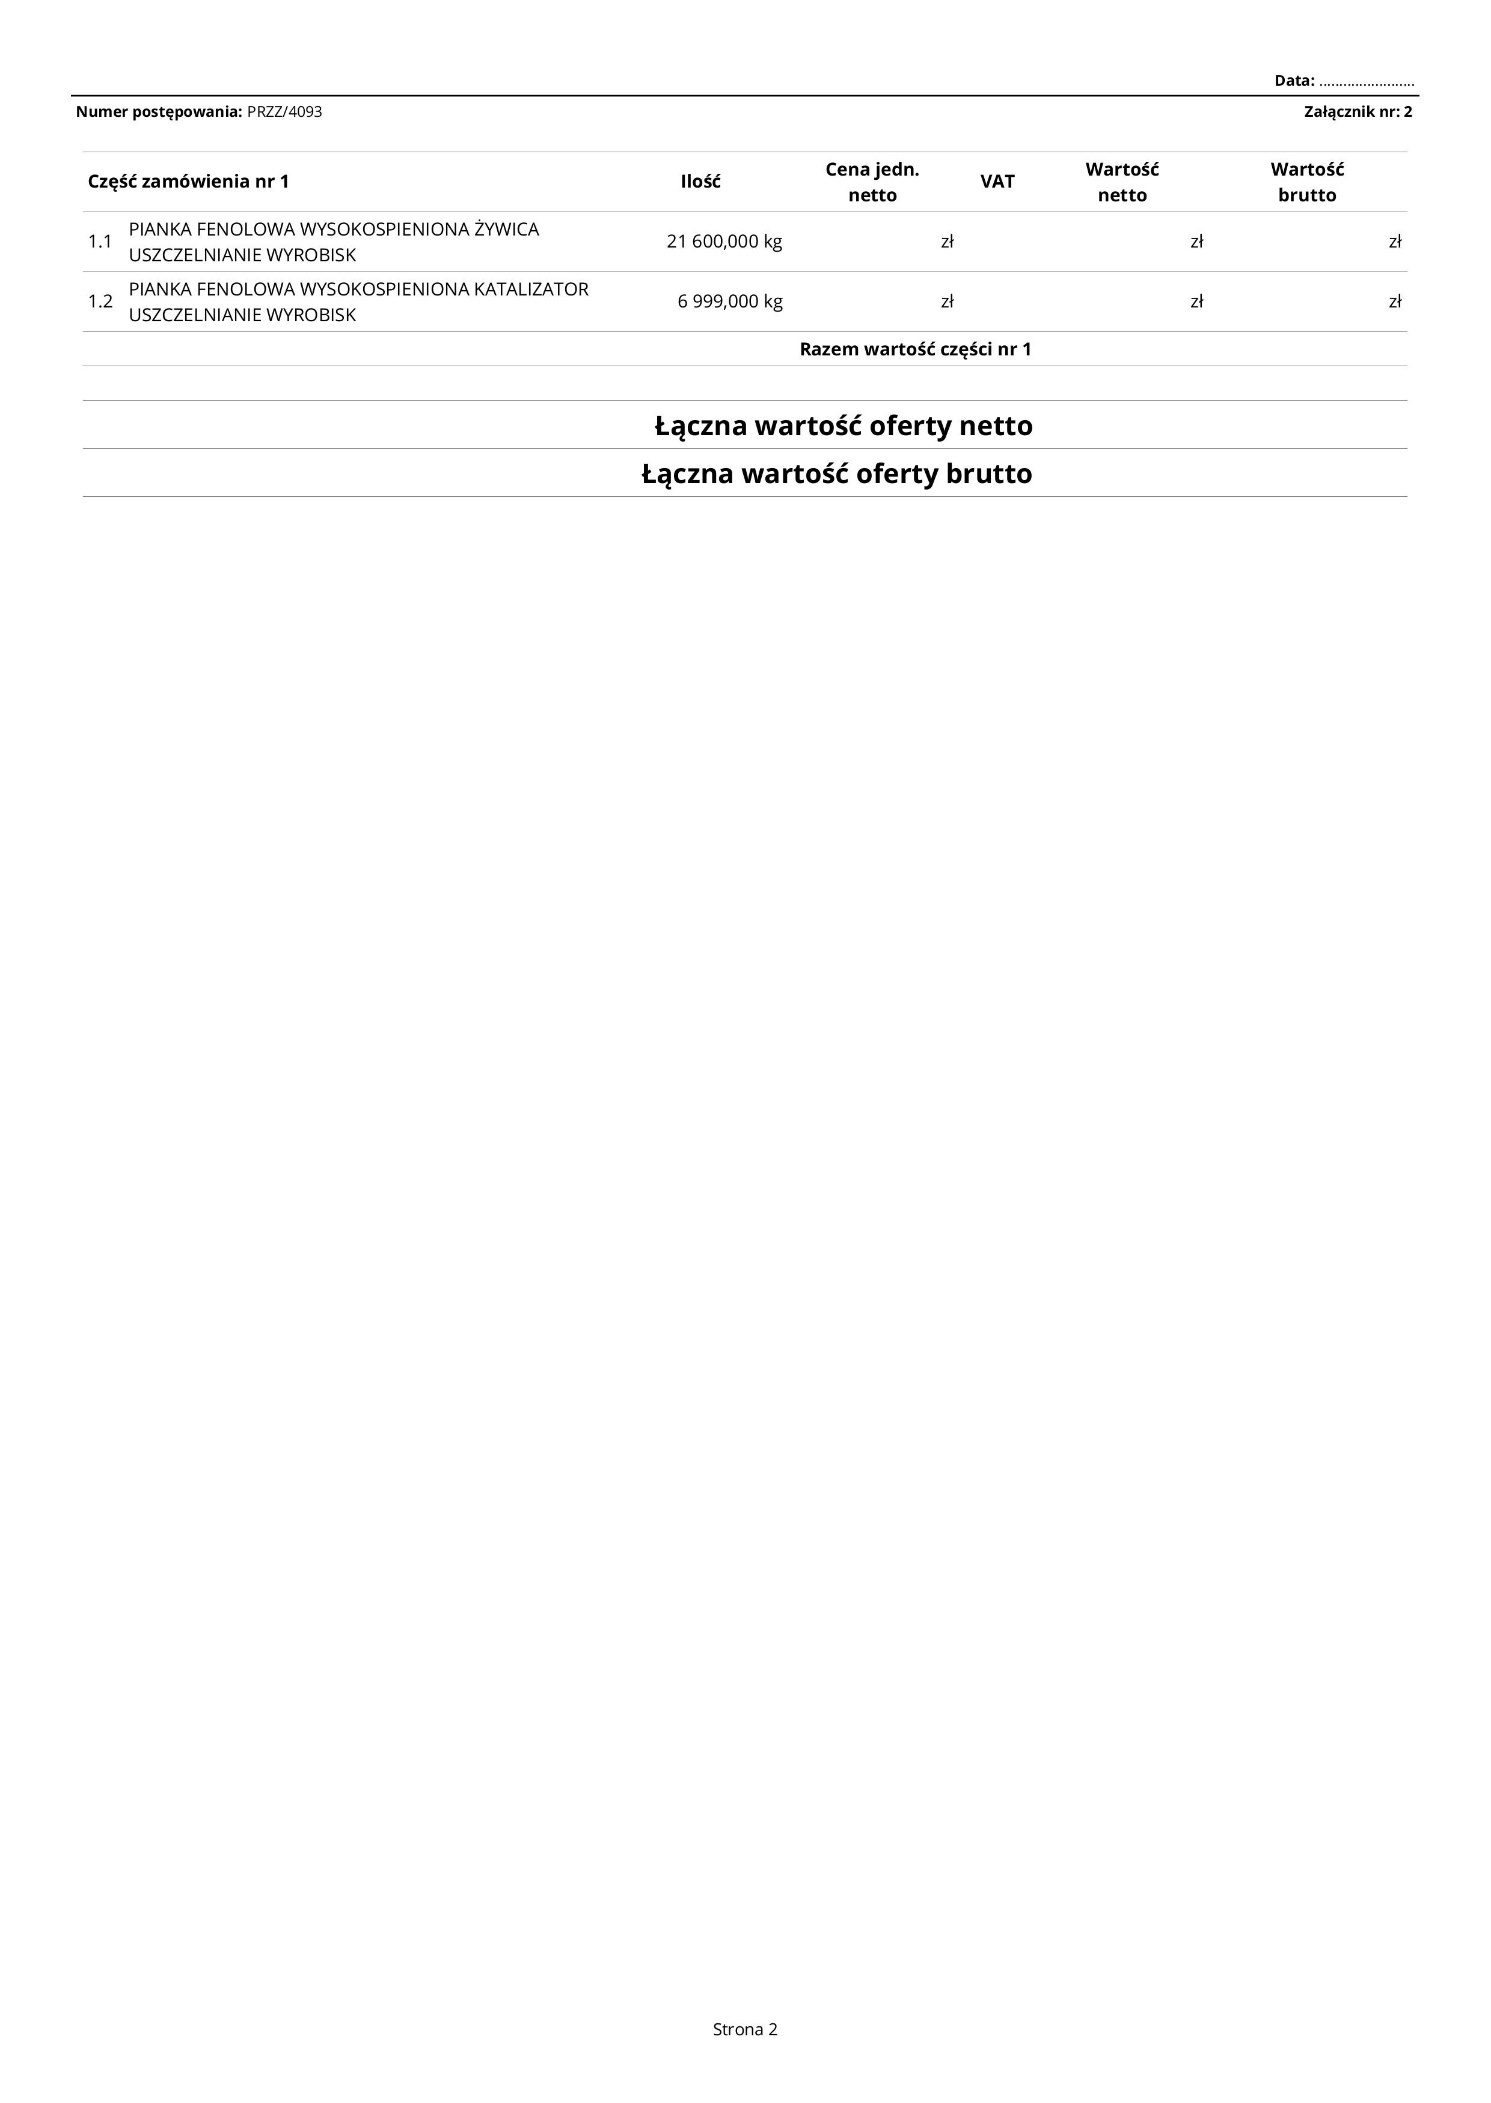 Data: ........................
Numer postępowania: PRZZ/4093 Załącznik nr: 2
Część zamówienia nr 1 Ilość Cena jedn. netto VAT Wartość netto Wartość brutto
1.1 PIANKA FENOLOWA WYSOKOSPIENIONA ŻYWICA
USZCZELNIANIE WYROBISK 21 600,000 kg zł zł zł
1.2 PIANKA FENOLOWA WYSOKOSPIENIONA KATALIZATOR
USZCZELNIANIE WYROBISK 6 999,000 kg zł zł zł
Razem wartość części nr 1
Łączna wartość oferty netto
Łączna wartość oferty brutto
Strona 2